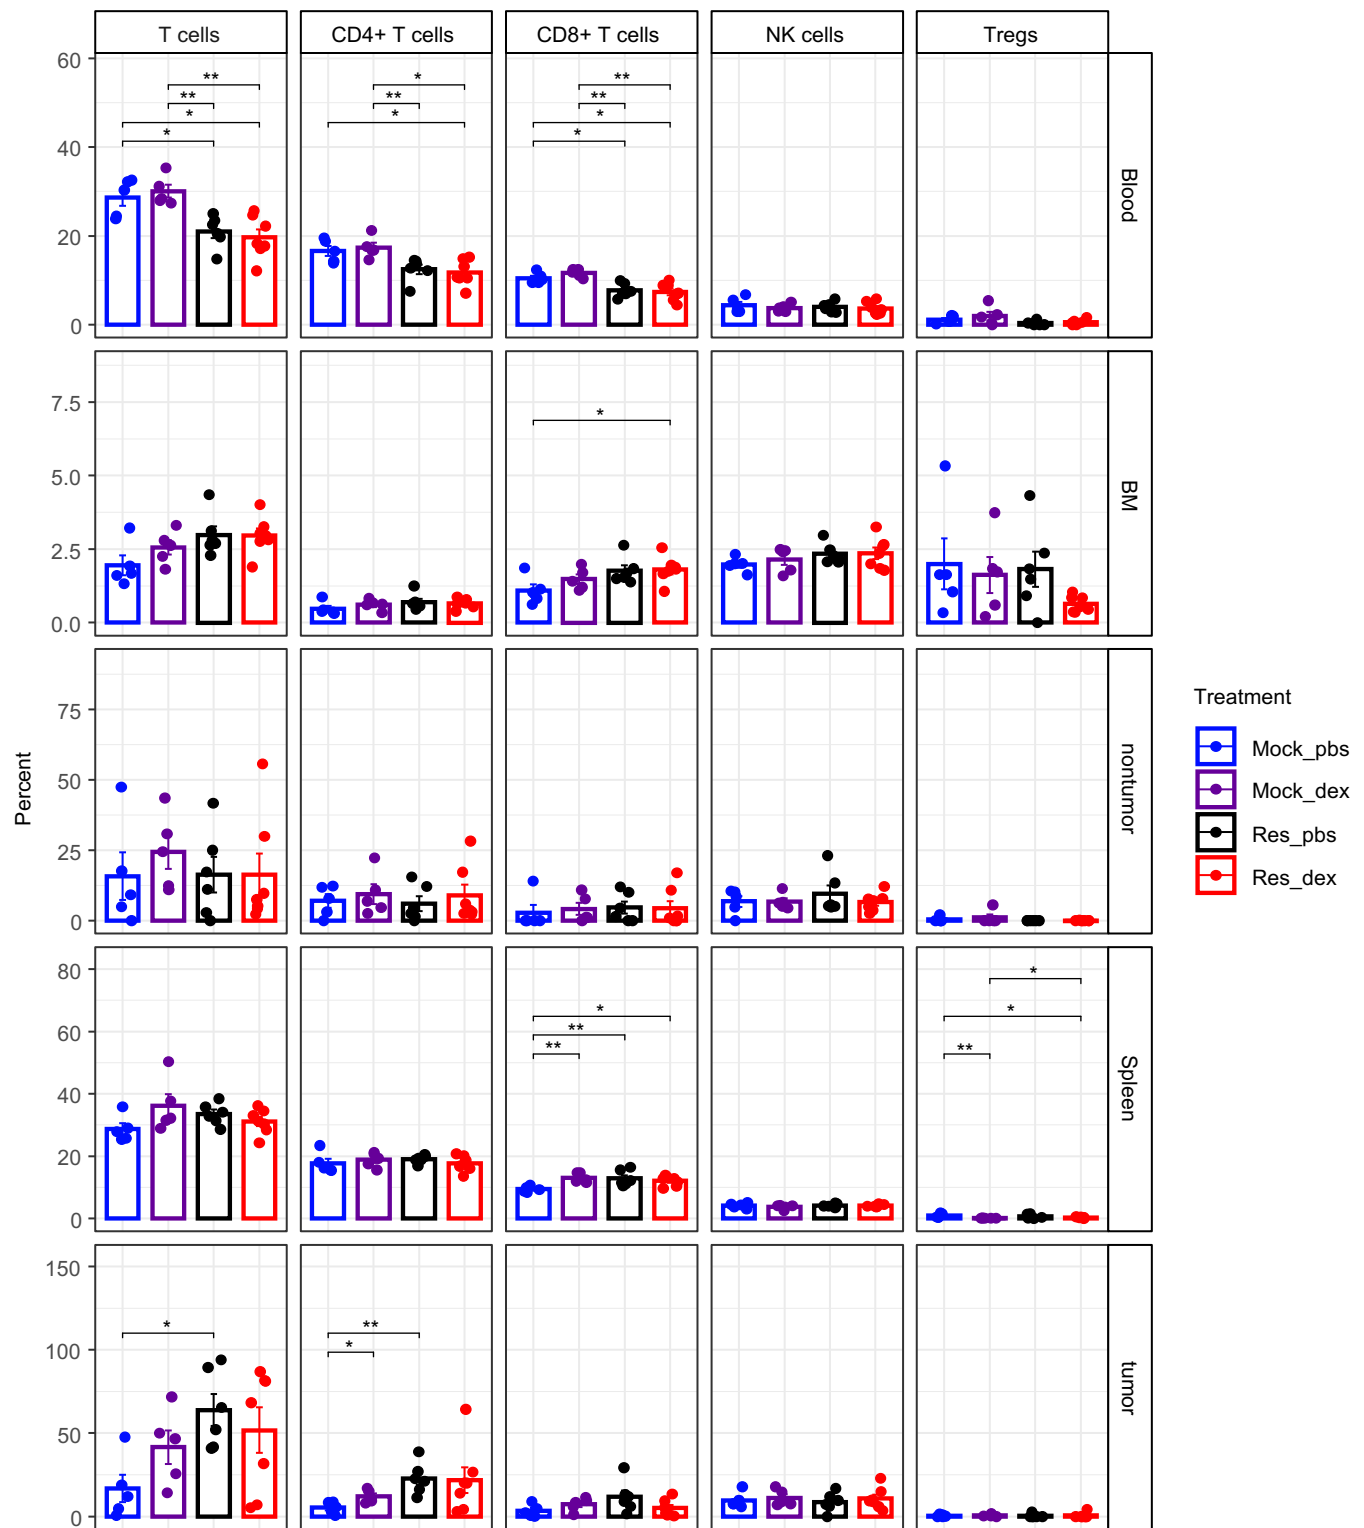 T cells CD4+ T cells CD8+ T cells NK cells Tregs
60
40
20
0
** ** * *
* ** *
** ** * *
Blood
7.5
5.0
2.5
0.0
*
BM
75
50
25
0
nontumor
80
60
40
20
0
* ** **
* * **
Spleen
150
100
50
0
*
** *
tumor
Percent
Treatment
Mock_pbs
Mock_dex
Res_pbs
Res_dex